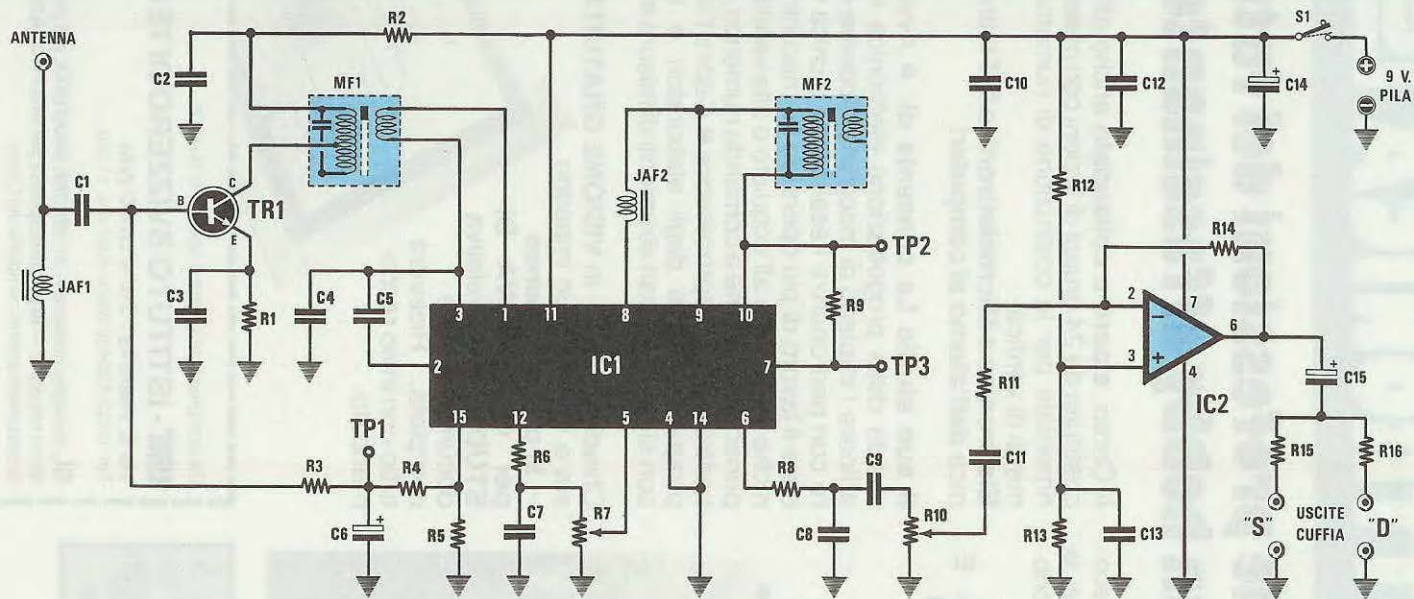 ANTENNA
R2
S1
C2
MF1
C10
C12
C14
+
9 V.
PILA
MF2
JAF2
C1
B
C
E
TR1
JAF1
C3
R1
C4
C5
R12
R14
TP2
R9
TP3
3
1
11
8
9
10
2
IC1
7
15
12
5
4
14
6
2
3
7
6
4
−
+
IC2
C15
+
R11
C11
TP1
R3
R4
R6
R8
C9
R15
R16
C6
+
R5
C7
R7
C8
R10
R13
C13
"S"
USCITE
CUFFIA
"D"